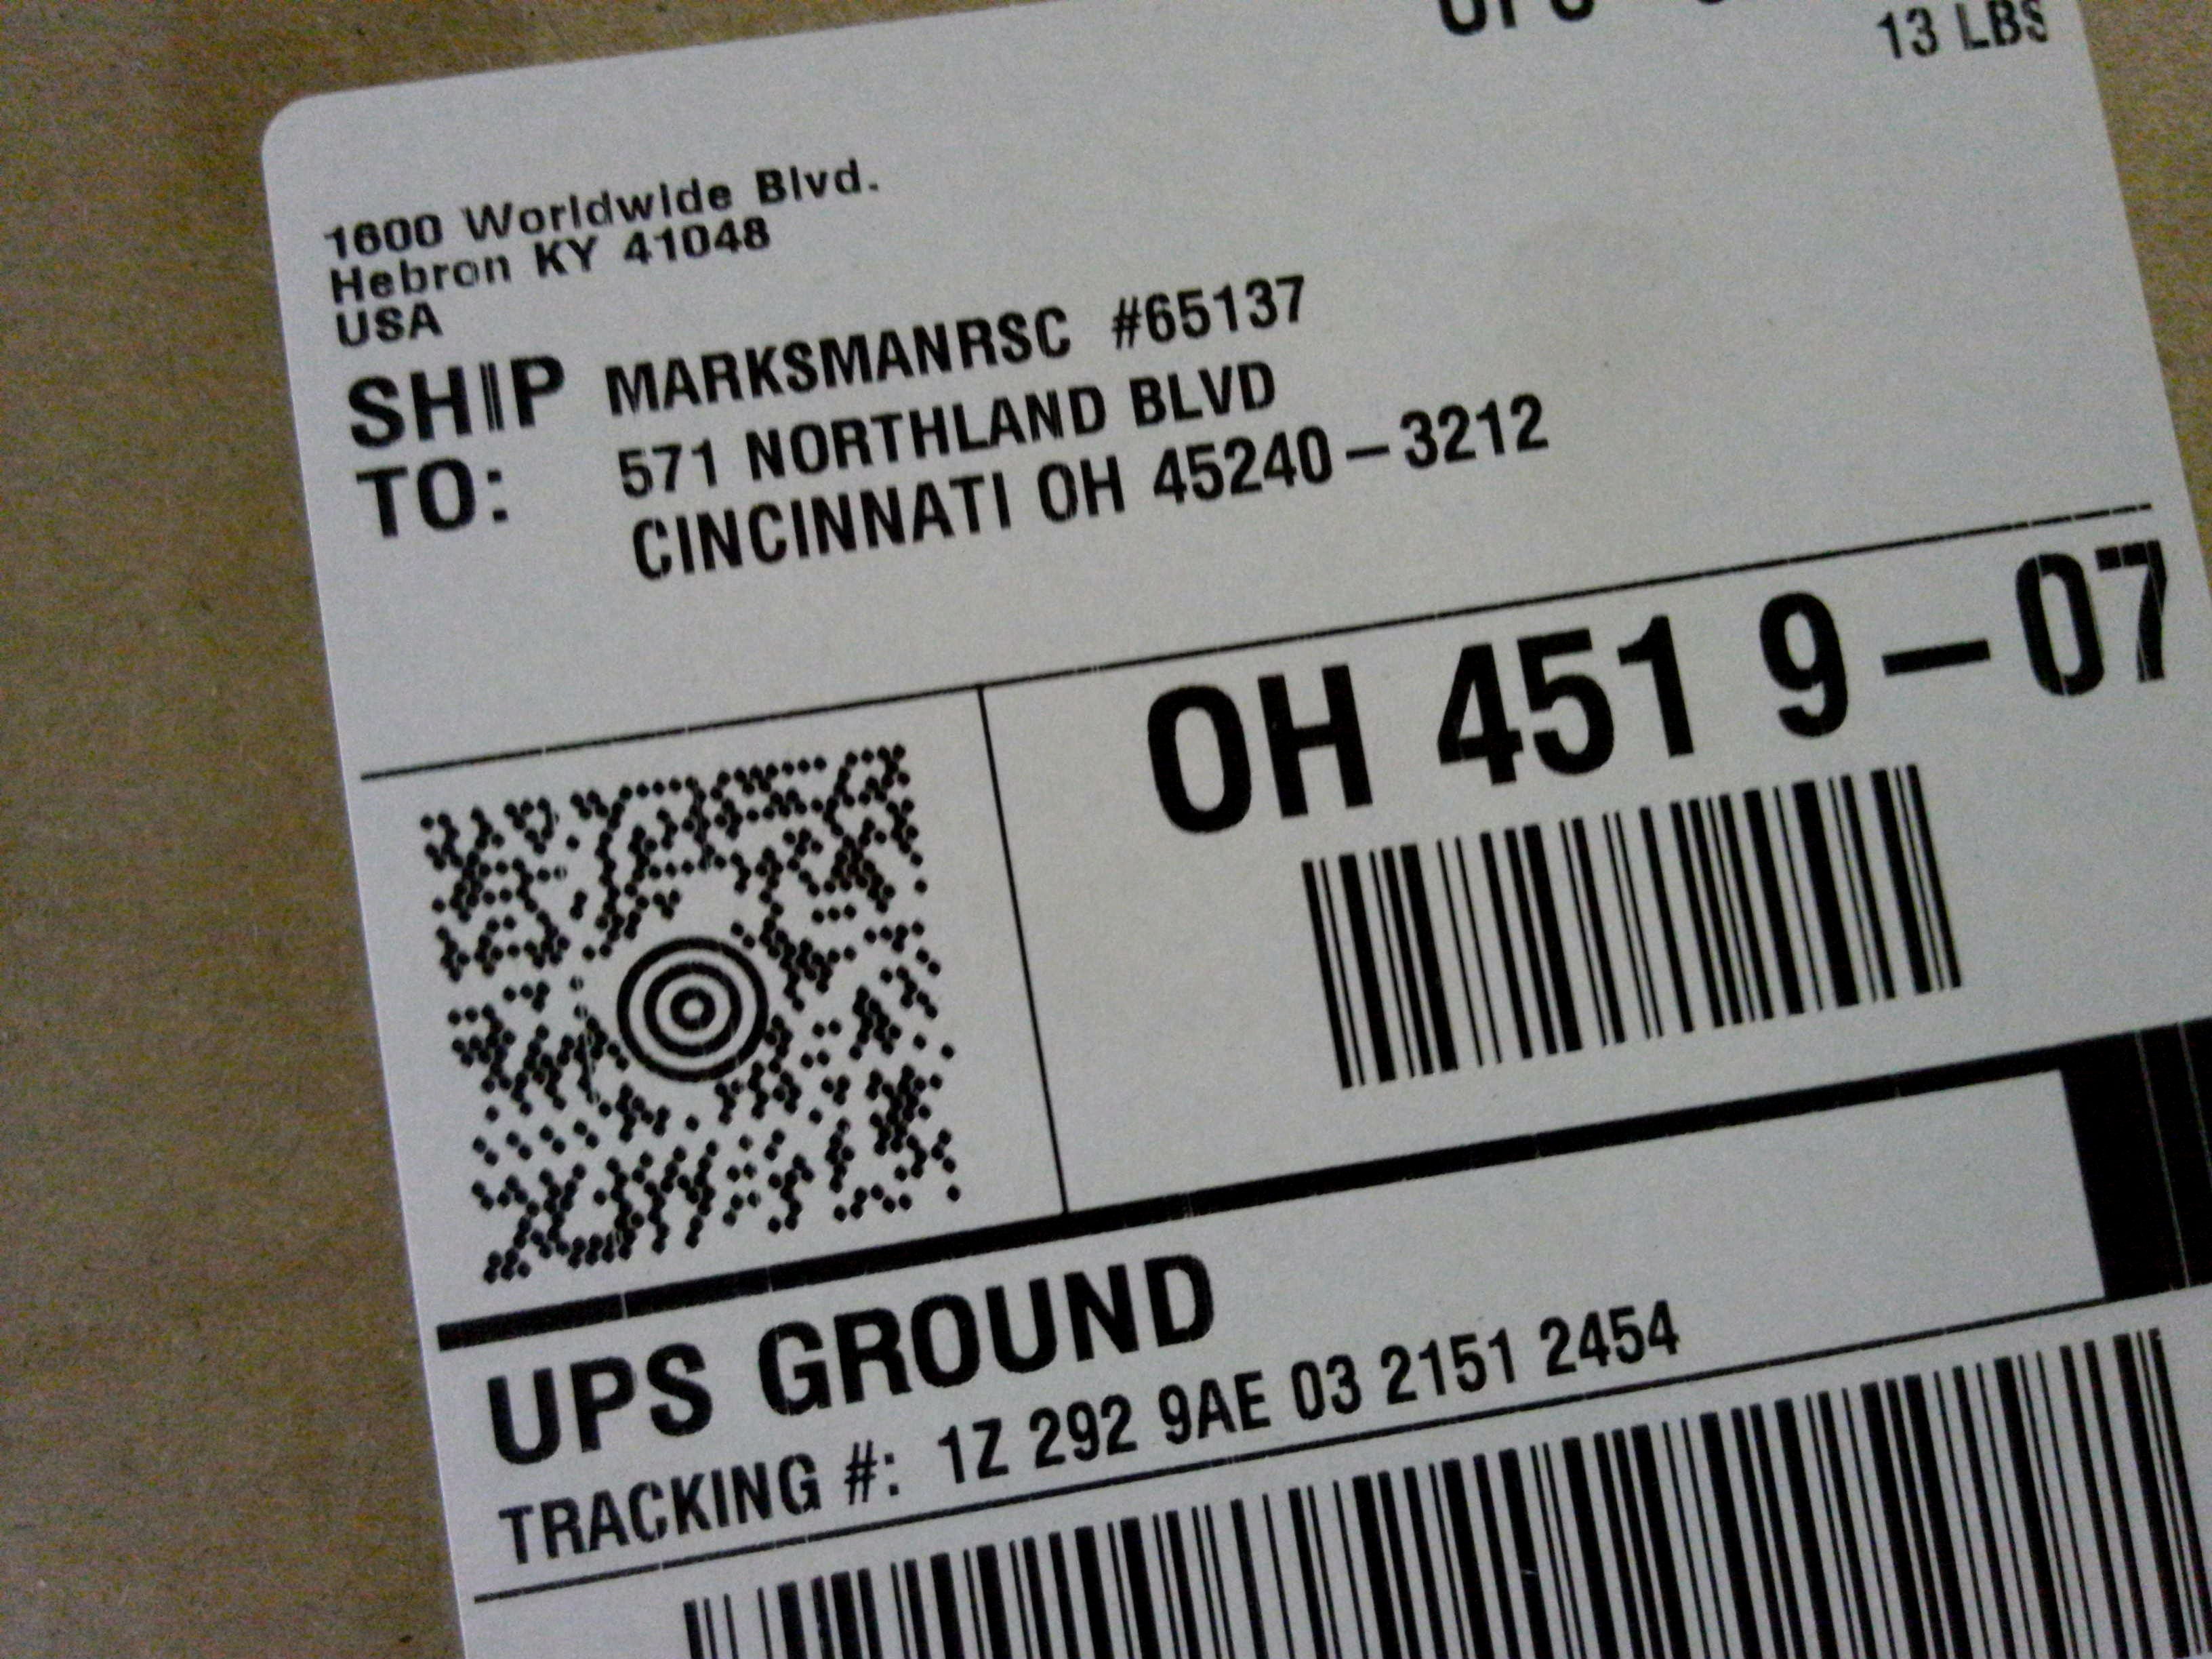 13 LBS
1600 Worldwide Blvd.
Hebron KY 41048
USA
SHIP TO:
MARKSMANRSC #65137
571 NORTHLAND BLVD
CINCINNATI OH 45240-3212
OH 451 9-07
UPS GROUND
TRACKING #: 1Z 292 9AE 03 2151 2454